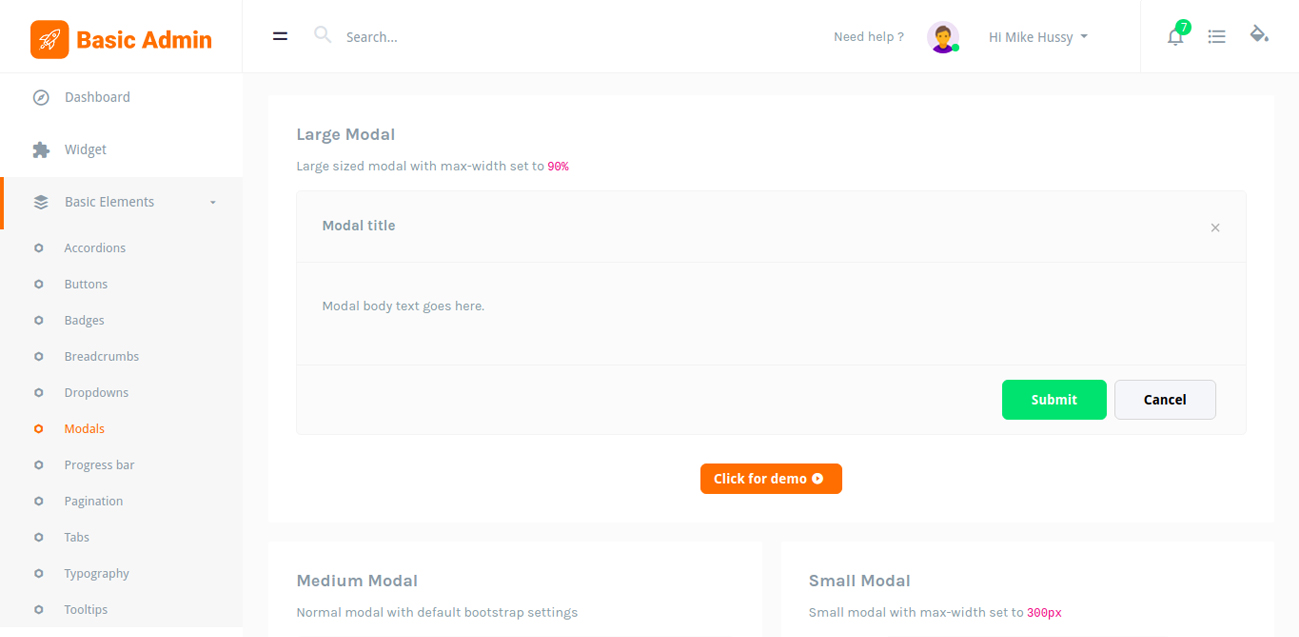 Basic Admin
Search...
Need help ?
Hi Mike Hussy
7
Dashboard
Widget
Basic Elements
Accordions
Buttons
Badges
Breadcrumbs
Dropdowns
Modals
Progress bar
Pagination
Tabs
Typography
Tooltips
Large Modal
Large sized modal with max-width set to 90%
Modal title
Modal body text goes here.
Submit Cancel
Click for demo
Medium Modal
Normal modal with default bootstrap settings
Small Modal
Small modal with max-width set to 300px